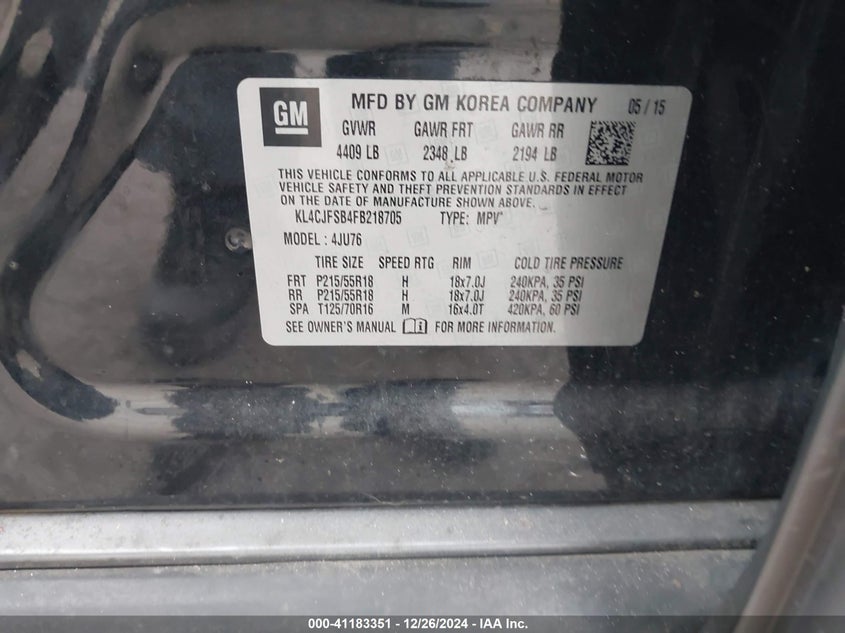 GM
MFD BY GM KOREA COMPANY 05 / 15
GVWR GAWR FRT GAWR RR
4409 LB 2348 LB 2194 LB
THIS VEHICLE CONFORMS TO ALL APPLICABLE U.S. FEDERAL MOTOR
VEHICLE SAFETY AND THEFT PREVENTION STANDARDS IN EFFECT
ON THE DATE OF MANUFACTURE SHOWN ABOVE.
KL4CJFSB4FB218705 TYPE: MPV*
MODEL : 4JU76
TIRE SIZE SPEED RTG RIM COLD TIRE PRESSURE
FRT P215/55R18 H 18x7.0J 240KPA, 35 PSI
RR P215/55R18 H 18x7.0J 240KPA, 35 PSI
SPA T125/70R16 M 16x4.0T 420KPA, 60 PSI
SEE OWNER'S MANUAL FOR MORE INFORMATION.
000-41183351 - 12/26/2024 - IAA Inc.